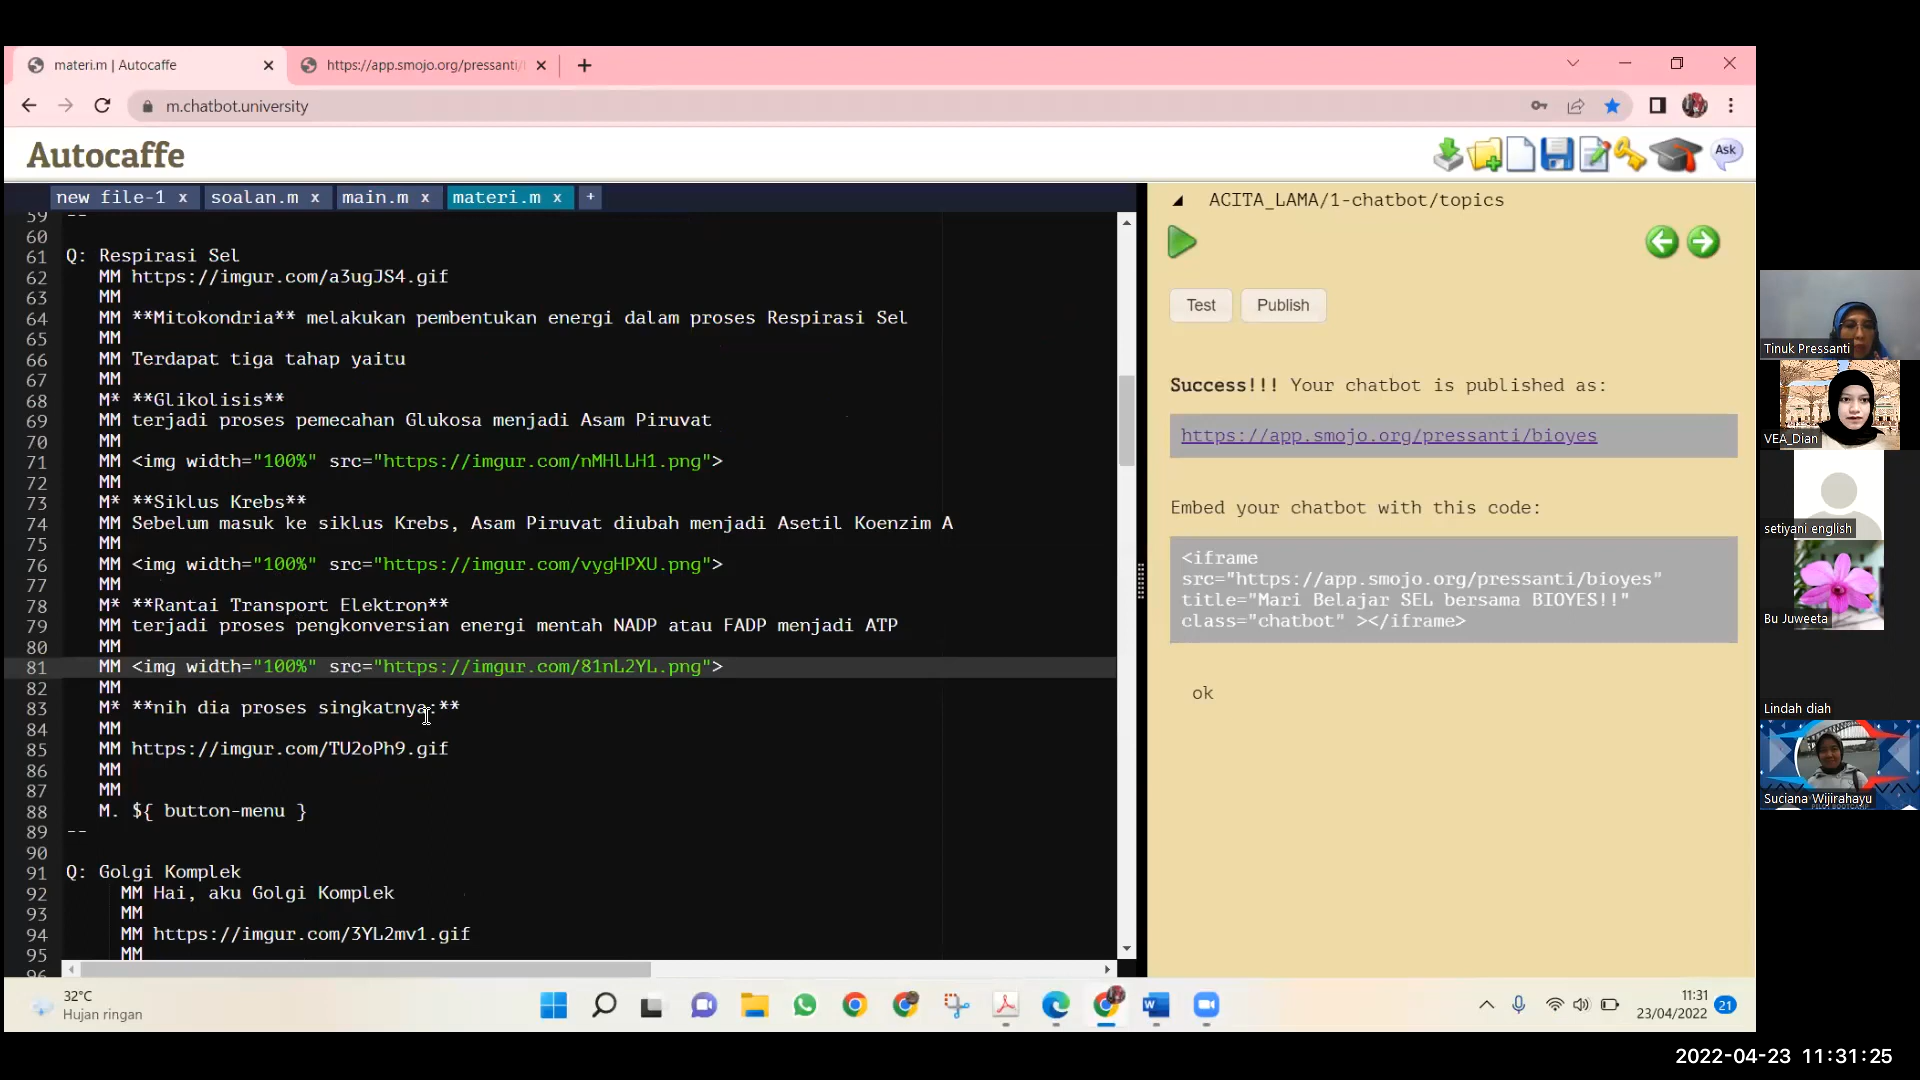 materi.m | Autocaffe
https://app.smojo.org/pressanti/
m.chatbot.university
Autocaffe
Ask
new file-1 x
soalan.m x
main.m x
materi.m x
+
59 --
60
61 Q: Respirasi Sel
62 MM https://imgur.com/a3ugJS4.gif
63 MM
64 MM **Mitokondria** melakukan pembentukan energi dalam proses Respirasi Sel
65 MM
66 MM Terdapat tiga tahap yaitu
67 MM
68 M* **Glikolisis**
69 MM terjadi proses pemecahan Glukosa menjadi Asam Piruvat
70 MM
71 MM <img width="100%" src="https://imgur.com/nMHlLH1.png">
72 MM
73 M* **Siklus Krebs**
74 MM Sebelum masuk ke siklus Krebs, Asam Piruvat diubah menjadi Asetil Koenzim A
75 MM
76 MM <img width="100%" src="https://imgur.com/vygHPXU.png">
77 MM
78 M* **Rantai Transport Elektron**
79 MM terjadi proses pengkonversian energi mentah NADP atau FADP menjadi ATP
80 MM
81 MM <img width="100%" src="https://imgur.com/81nL2YL.png">
82 MM
83 M* **nih dia proses singkatnya:**
84 MM
85 MM https://imgur.com/TU2oPh9.gif
86 MM
87 MM
88 M. ${ button-menu }
89 --
90
91 Q: Golgi Komplek
92 MM Hai, aku Golgi Komplek
93 MM
94 MM https://imgur.com/3YL2mv1.gif
95 MM
96
ACITA_LAMA/1-chatbot/topics
Test
Publish
Success!!! Your chatbot is published as:
https://app.smojo.org/pressanti/bioyes
Embed your chatbot with this code:
<iframe
src="https://app.smojo.org/pressanti/bioyes"
title="Mari Belajar SEL bersama BIOYES!!"
class="chatbot" ></iframe>
ok
Tinuk Pressanti
VEA_Dian
setiyani english
Bu Juweeta
Lindah diah
Suciana Wijirahayu
32°C
Hujan ringan
11:31
23/04/2022
21
2022-04-23 11:31:25